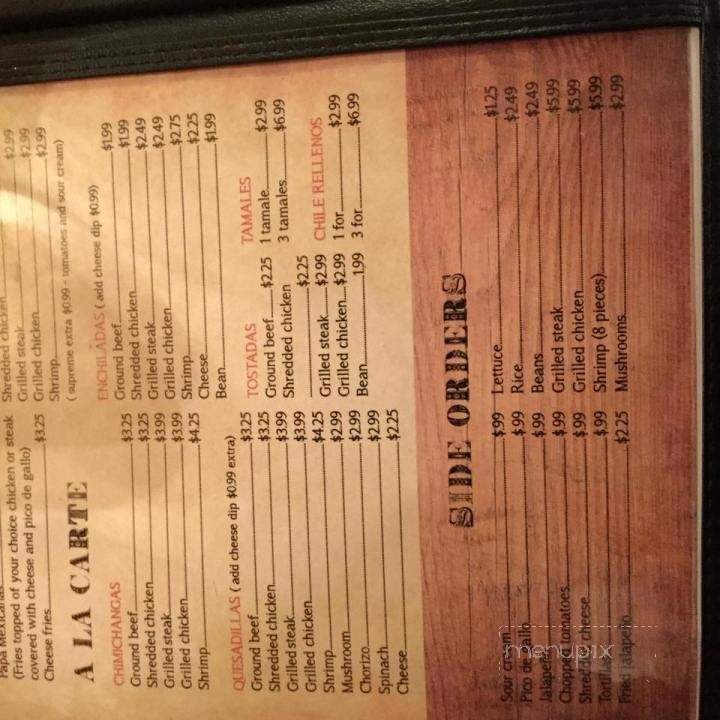 Papa Mexicanas
(Fries topped of your choice chicken or steak
covered with cheese and pico de gallo)
Cheese fries $3.25
Shredded chicken
Grilled steak $2.99
Grilled chicken $2.99
Shrimp $2.99
( supreme extra $0.99 - tomatoes and sour cream)
A LA CARTE
CHIMICHANGAS
Ground beef $3.25
Shredded chicken $3.25
Grilled steak $3.99
Grilled chicken $3.99
Shrimp $4.25
ENCHILADAS ( add cheese dip $0.99)
Ground beef $1.99
Shredded chicken $1.99
Grilled steak $2.49
Grilled chicken $2.49
Shrimp $2.75
Cheese $2.25
Bean $1.99
QUESADILLAS ( add cheese dip $0.99 extra)
Ground beef $3.25
Shredded chicken $3.25
Grilled steak $3.99
Grilled chicken $3.99
Shrimp $4.25
Mushroom $2.99
Chorizo $2.99
Spinach $2.99
Cheese $2.25
TOSTADAS
Ground beef $2.25
Shredded chicken
$2.25
Grilled steak $2.99
Grilled chicken $2.99
Bean 1.99
TAMALES
1 tamale $2.99
3 tamales $6.99
CHILE RELLENOS
1 for $2.99
3 for $6.99
SIDE ORDERS
Sour cream $.99
Pico de gallo $.99
Jalapeño $.99
Chopped tomatoes $.99
Shredded cheese $.99
Tortillas $.99
Fried jalapeño $2.25
Lettuce $1.25
Rice $2.49
Beans $2.49
Grilled steak $5.99
Grilled chicken $5.99
Shrimp (8 pieces) $5.99
Mushrooms $2.99
menupix